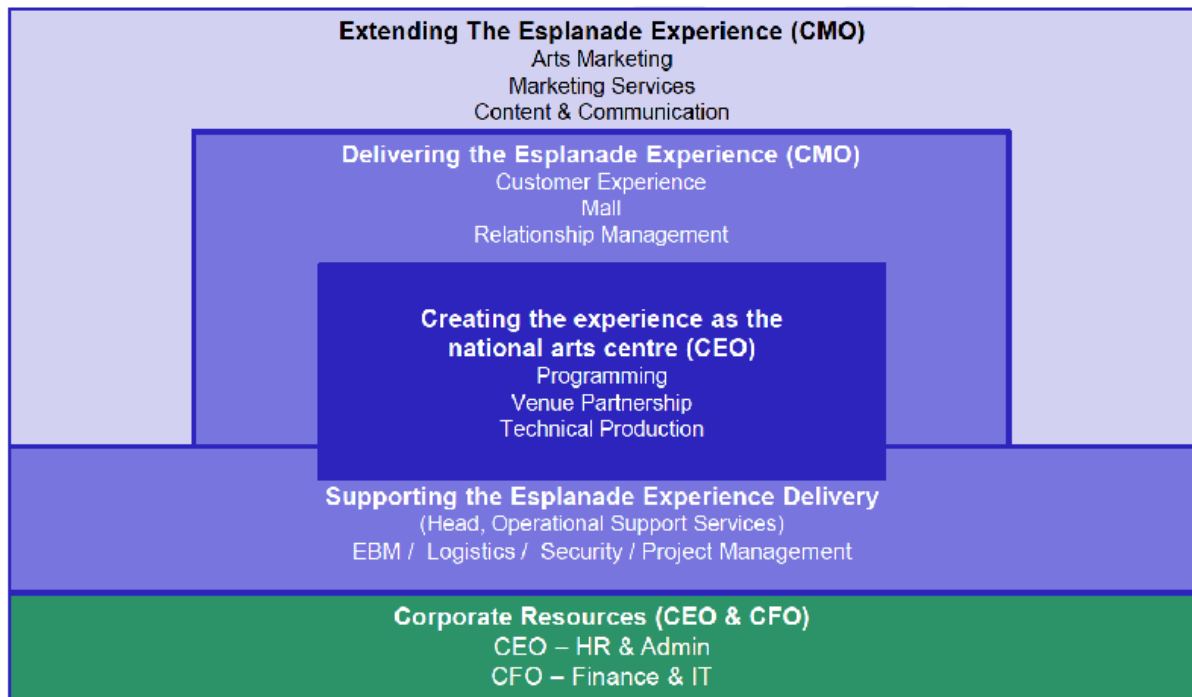 Extending The Esplanade Experience (CMO)
Arts Marketing
Marketing Services
Content & Communication
Delivering the Esplanade Experience (CMO)
Customer Experience
Mall
Relationship Management
Creating the experience as the
national arts centre (CEO)
Programming
Venue Partnership
Technical Production
Supporting the Esplanade Experience Delivery
(Head, Operational Support Services)
EBM / Logistics / Security / Project Management
Corporate Resources (CEO & CFO)
CEO – HR & Admin
CFO – Finance & IT